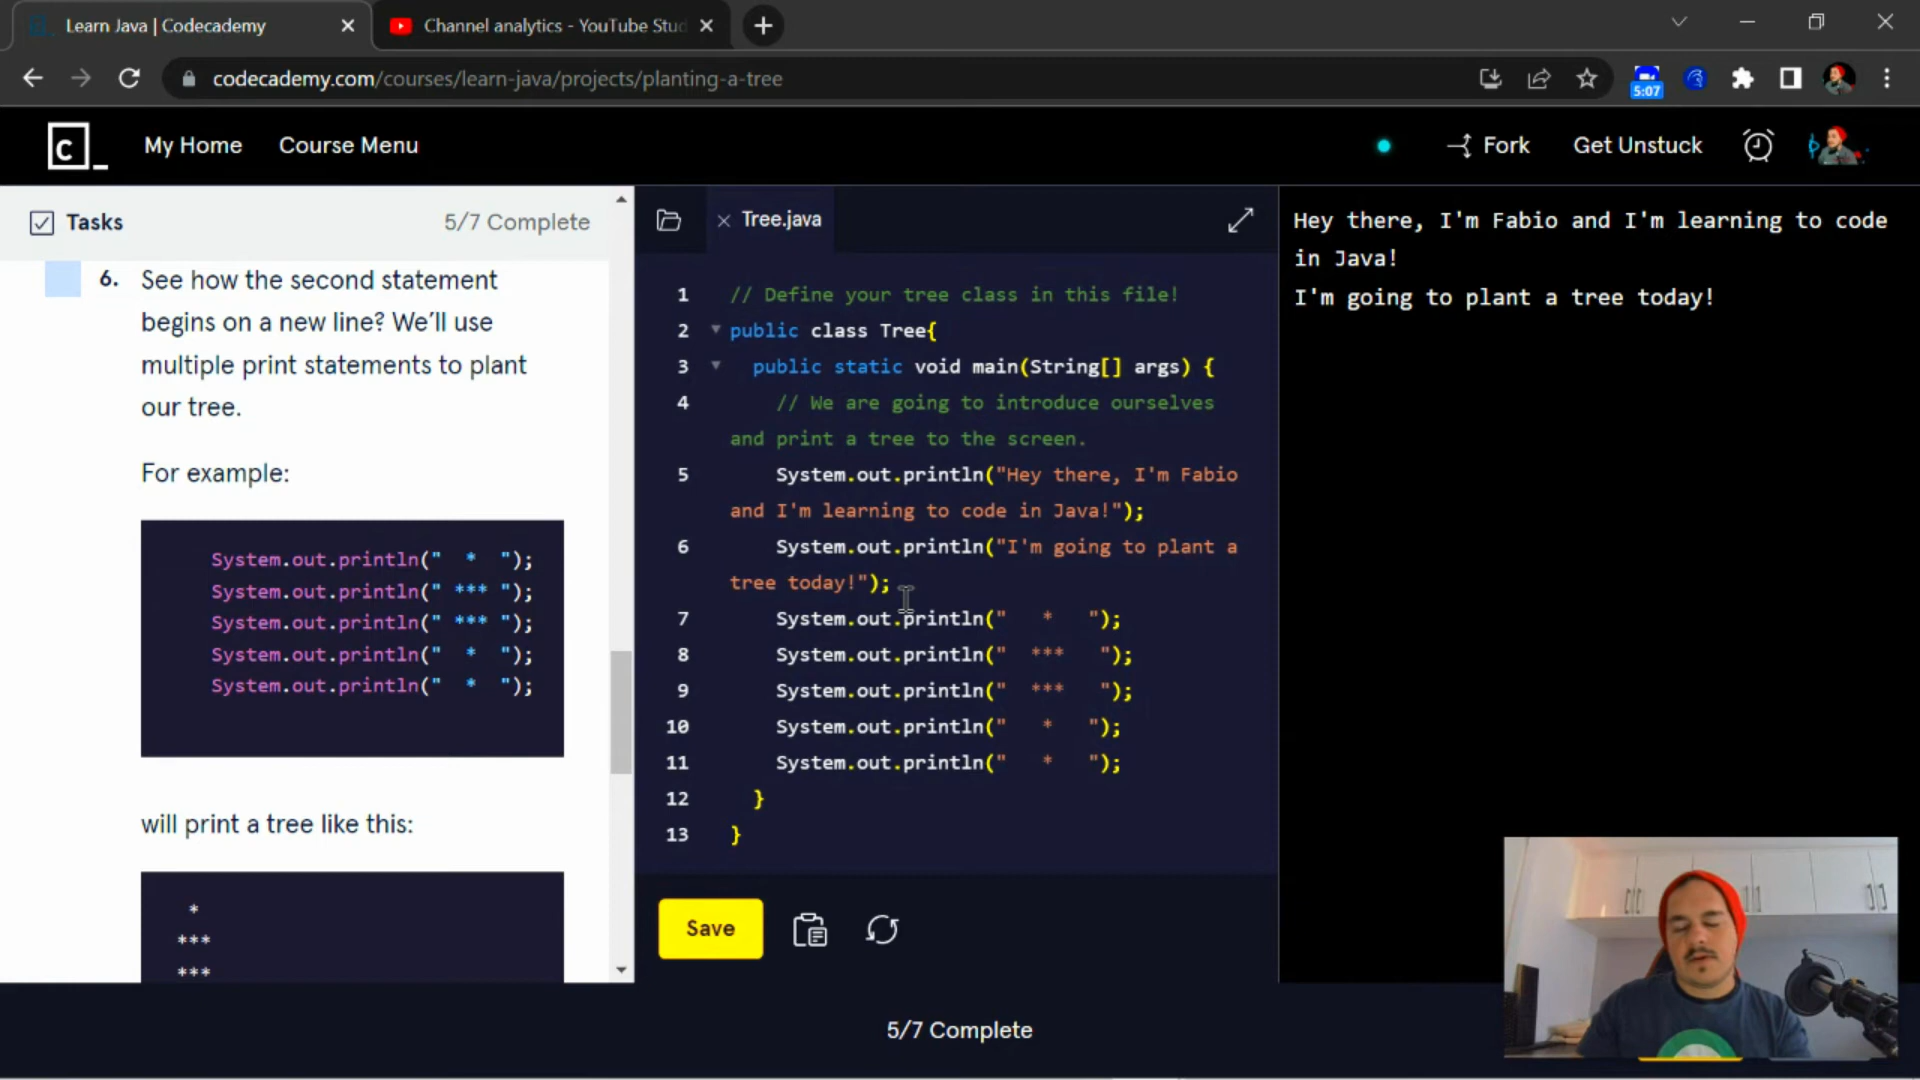 Learn Java | Codecademy
Channel analytics - YouTube Stud
codecademy.com/courses/learn-java/projects/planting-a-tree
5:07
c_
My Home
Course Menu
Fork
Get Unstuck
Tasks
5/7 Complete
6. See how the second statement
begins on a new line? We'll use
multiple print statements to plant
our tree.
For example:
System.out.println("  *  ");
System.out.println(" *** ");
System.out.println(" *** ");
System.out.println("  *  ");
System.out.println("  *  ");
will print a tree like this:
*
***
***
Tree.java
1 // Define your tree class in this file!
2 public class Tree{
3 public static void main(String[] args) {
4 // We are going to introduce ourselves
and print a tree to the screen.
5 System.out.println("Hey there, I'm Fabio
and I'm learning to code in Java!");
6 System.out.println("I'm going to plant a
tree today!");
7 System.out.println("   *   ");
8 System.out.println("  ***   ");
9 System.out.println("  ***   ");
10 System.out.println("   *   ");
11 System.out.println("   *   ");
12 }
13 }
Save
Hey there, I'm Fabio and I'm learning to code
in Java!
I'm going to plant a tree today!
5/7 Complete